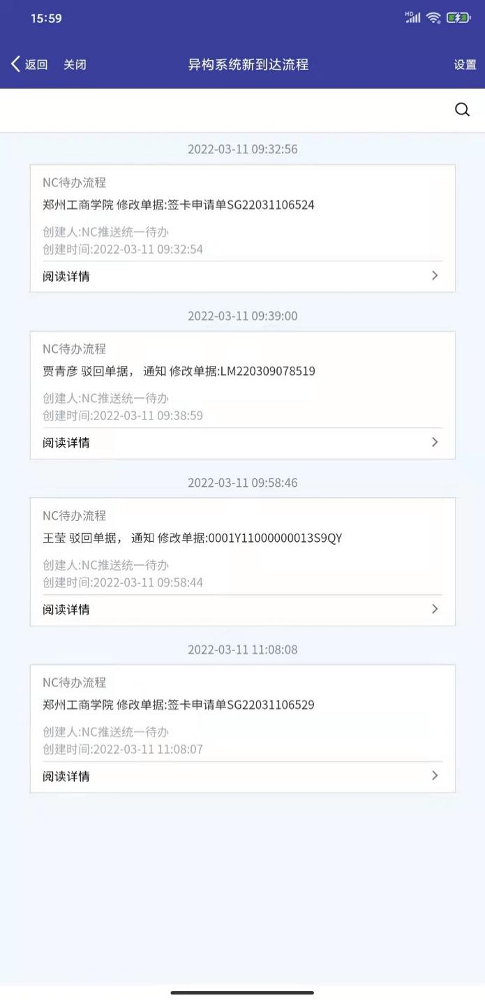 15:59
HD
返回 关闭 异构系统新到达流程 设置
2022-03-11 09:32:56
NC待办流程
郑州工商学院 修改单据:签卡申请单SG22031106524
创建人:NC推送统一待办
创建时间:2022-03-11 09:32:54
阅读详情
2022-03-11 09:39:00
NC待办流程
贾青彦 驳回单据， 通知 修改单据:LM220309078519
创建人:NC推送统一待办
创建时间:2022-03-11 09:38:59
阅读详情
2022-03-11 09:58:46
NC待办流程
王莹 驳回单据， 通知 修改单据:0001Y11000000013S9QY
创建人:NC推送统一待办
创建时间:2022-03-11 09:58:44
阅读详情
2022-03-11 11:08:08
NC待办流程
郑州工商学院 修改单据:签卡申请单SG22031106529
创建人:NC推送统一待办
创建时间:2022-03-11 11:08:07
阅读详情